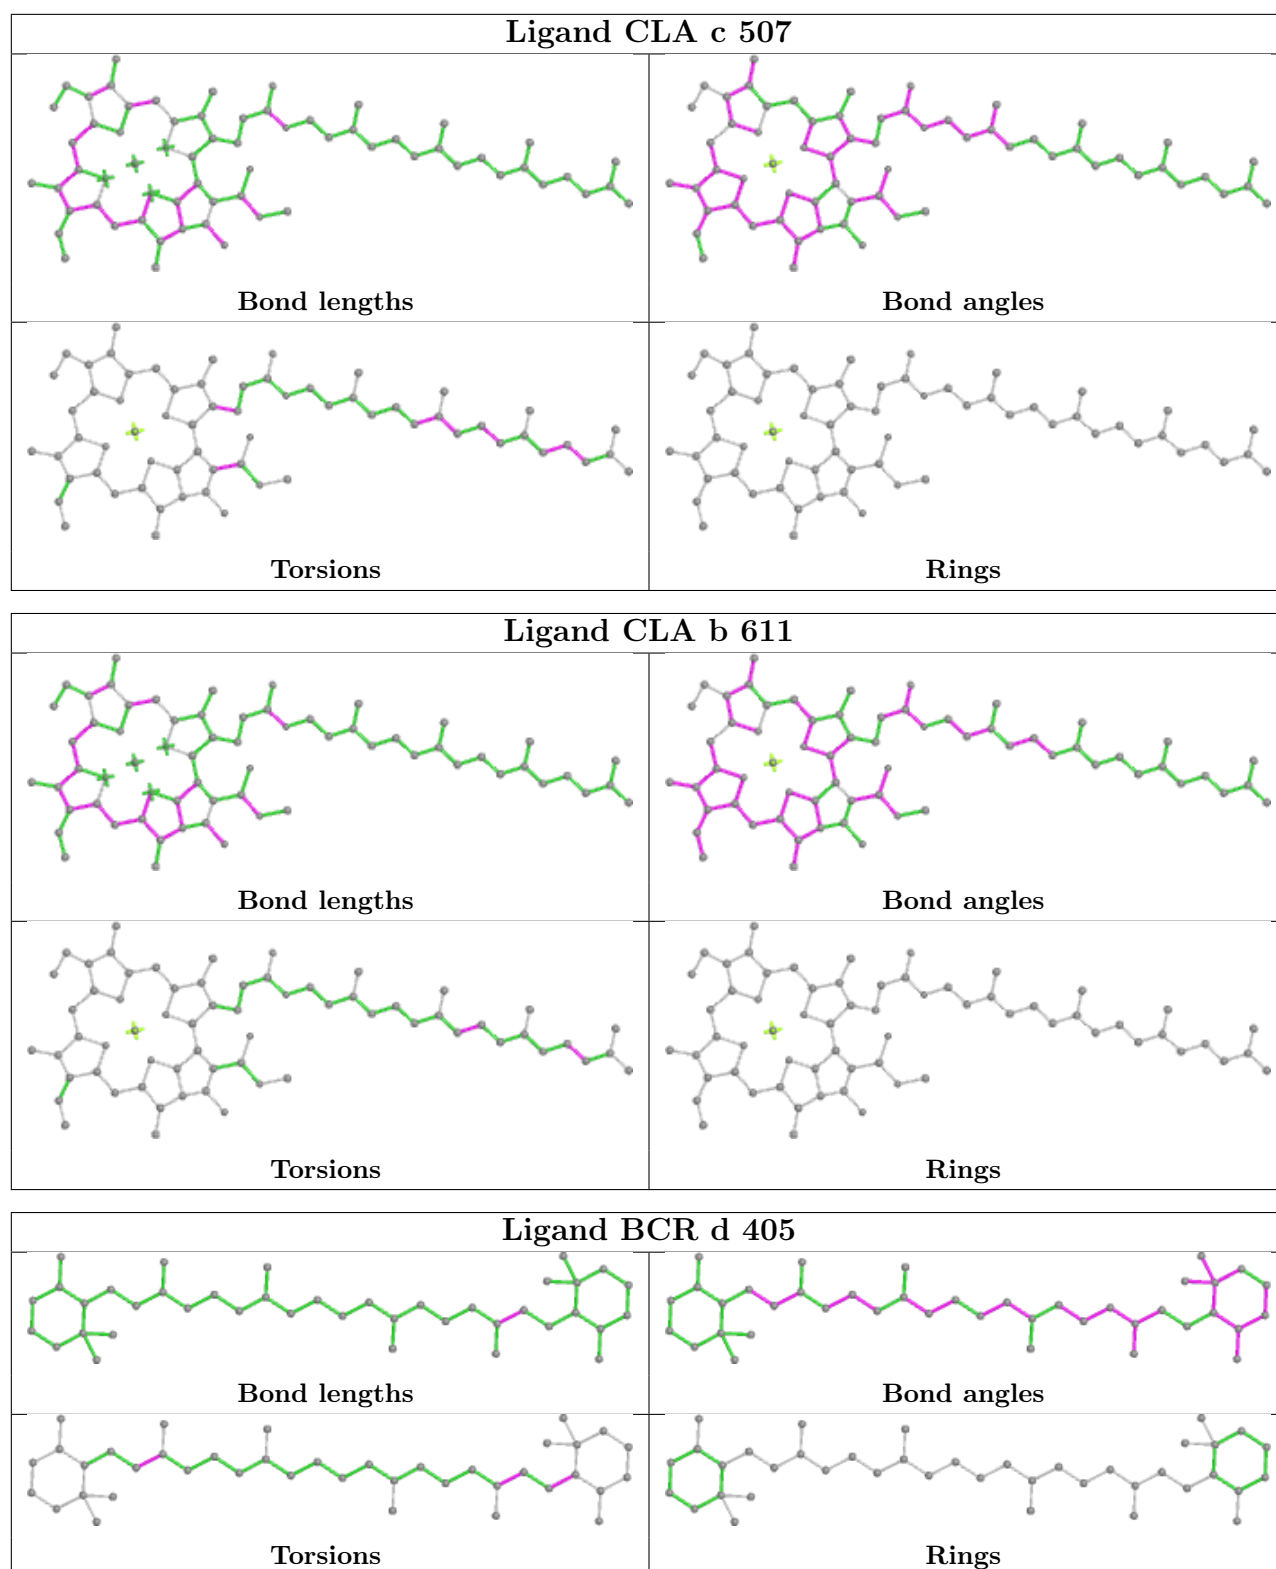 Ligand CLA c 507
Bond lengths
Bond angles
Torsions
Rings
Ligand CLA b 611
Bond lengths
Bond angles
Torsions
Rings
Ligand BCR d 405
Bond lengths
Bond angles
Torsions
Rings